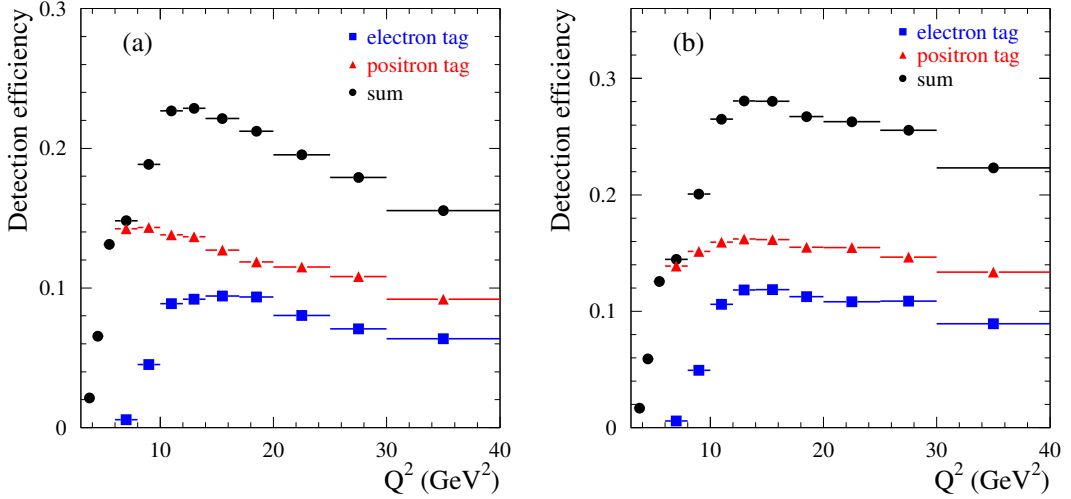 Detection efficiency
(a)
electron tag
positron tag
sum
0.3
0.2
0.1
0
10
20
30
40
Q² (GeV²)
Detection efficiency
(b)
electron tag
positron tag
sum
0.3
0.2
0.1
0
10
20
30
40
Q² (GeV²)